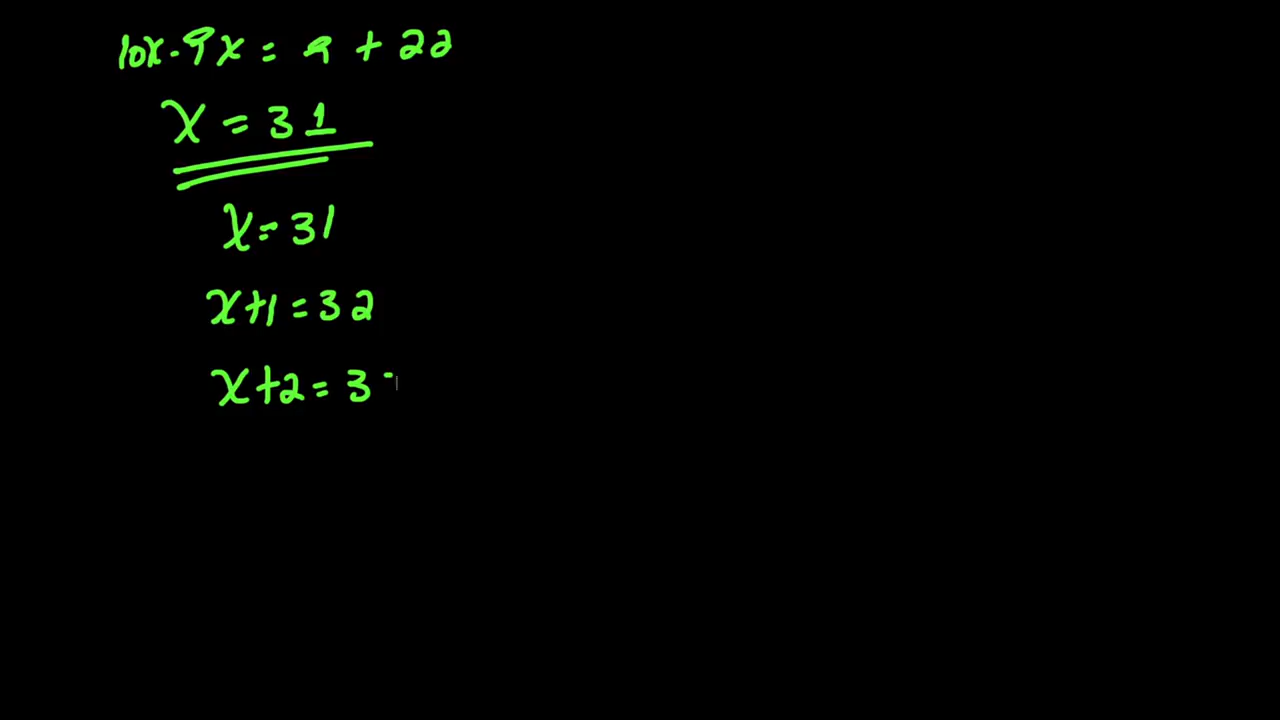 10x - 9x = 9 + 22
x = 31
x = 31
x+1 = 32
x+2 = 3